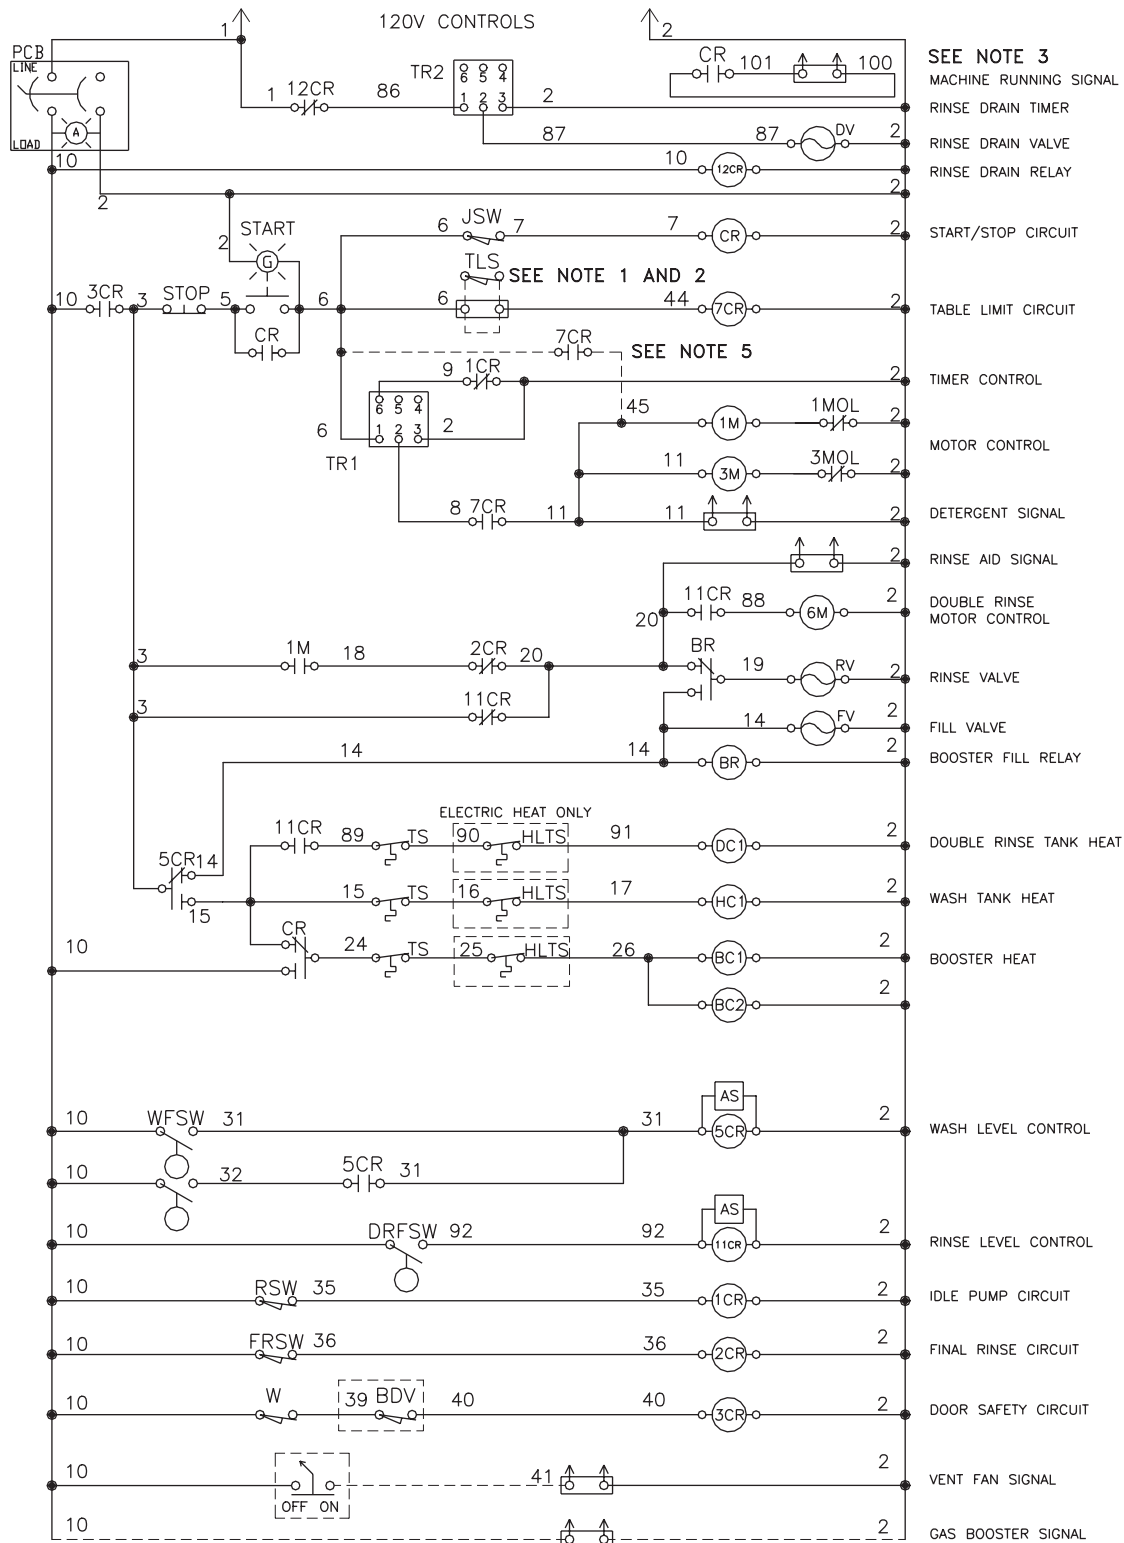 1 120V CONTROLS 2
PCB
LINE
LOAD
A
TR2 6 5 4
1 2 3
CR 101 100 SEE NOTE 3
MACHINE RUNNING SIGNAL
1 12CR 86 2 RINSE DRAIN TIMER
87 87 DV 2 RINSE DRAIN VALVE
10 10 12CR 2 RINSE DRAIN RELAY
2 2
START
2 G
6 JSW 7 7 CR 2 START/STOP CIRCUIT
TLS SEE NOTE 1 AND 2
10 3CR 3 STOP 5 6 6 44 7CR 2 TABLE LIMIT CIRCUIT
CR
7CR SEE NOTE 5
9 1CR 2 TIMER CONTROL
6 5 4
6 1 2 3 2
TR1
45 1M 1MOL 2
MOTOR CONTROL
11 3M 3MOL 2
8 7CR 11 11 2 DETERGENT SIGNAL
2 RINSE AID SIGNAL
20 11CR 88 6M 2 DOUBLE RINSE
MOTOR CONTROL
3 1M 18 2CR 20 BR 19 RV 2 RINSE VALVE
3 11CR
14 FV 2 FILL VALVE
14 14 BR 2 BOOSTER FILL RELAY
ELECTRIC HEAT ONLY
11CR 89 TS 90 HLTS 91 DC1 2 DOUBLE RINSE TANK HEAT
5CR 14
15
15 TS 16 HLTS 17 HC1 2 WASH TANK HEAT
10 CR 24 TS 25 HLTS 26 BC1 2 BOOSTER HEAT
BC2 2
AS
10 WFSW 31 31 5CR 2 WASH LEVEL CONTROL
10 32 5CR 31
AS
10 DRFSW 92 92 11CR 2 RINSE LEVEL CONTROL
10 RSW 35 35 1CR 2 IDLE PUMP CIRCUIT
10 FRSW 36 36 2CR 2 FINAL RINSE CIRCUIT
10 W 39 BDV 40 40 3CR 2 DOOR SAFETY CIRCUIT
10 41 2 VENT FAN SIGNAL
OFF ON
10 2 GAS BOOSTER SIGNAL